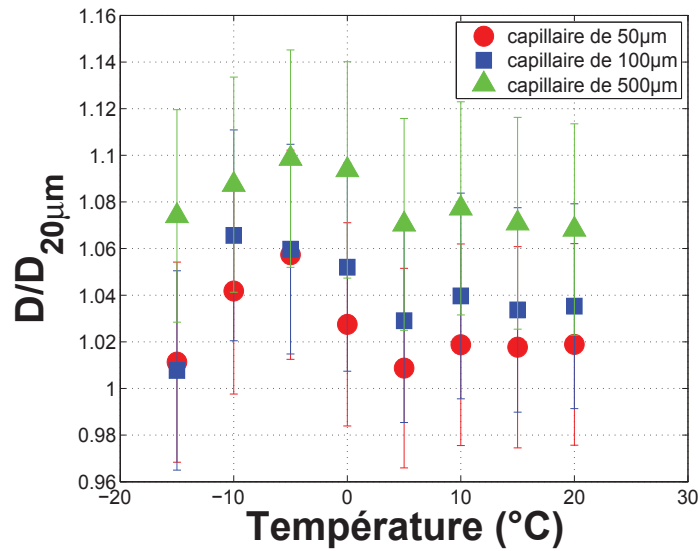 1.16
1.14
1.12
1.1
1.08
1.06
1.04
1.02
1
0.98
0.96
D/D20µm
capillaire de 50µm
capillaire de 100µm
capillaire de 500µm
−20 −10 0 10 20 30
Température (°C)